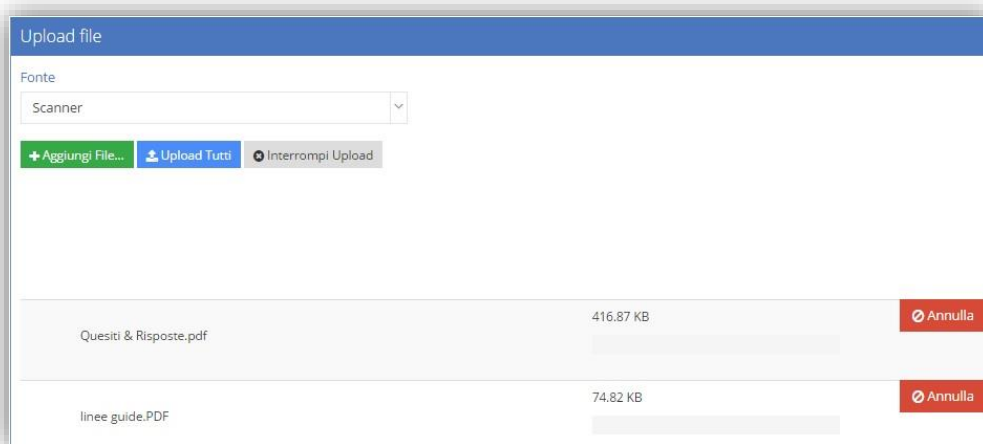 Upload file
Fonte
Scanner
Aggiungi File... Upload Tutti Interrompi Upload
416.87 KB Annulla
Quesiti & Risposte.pdf
74.82 KB Annulla
linee guide.PDF